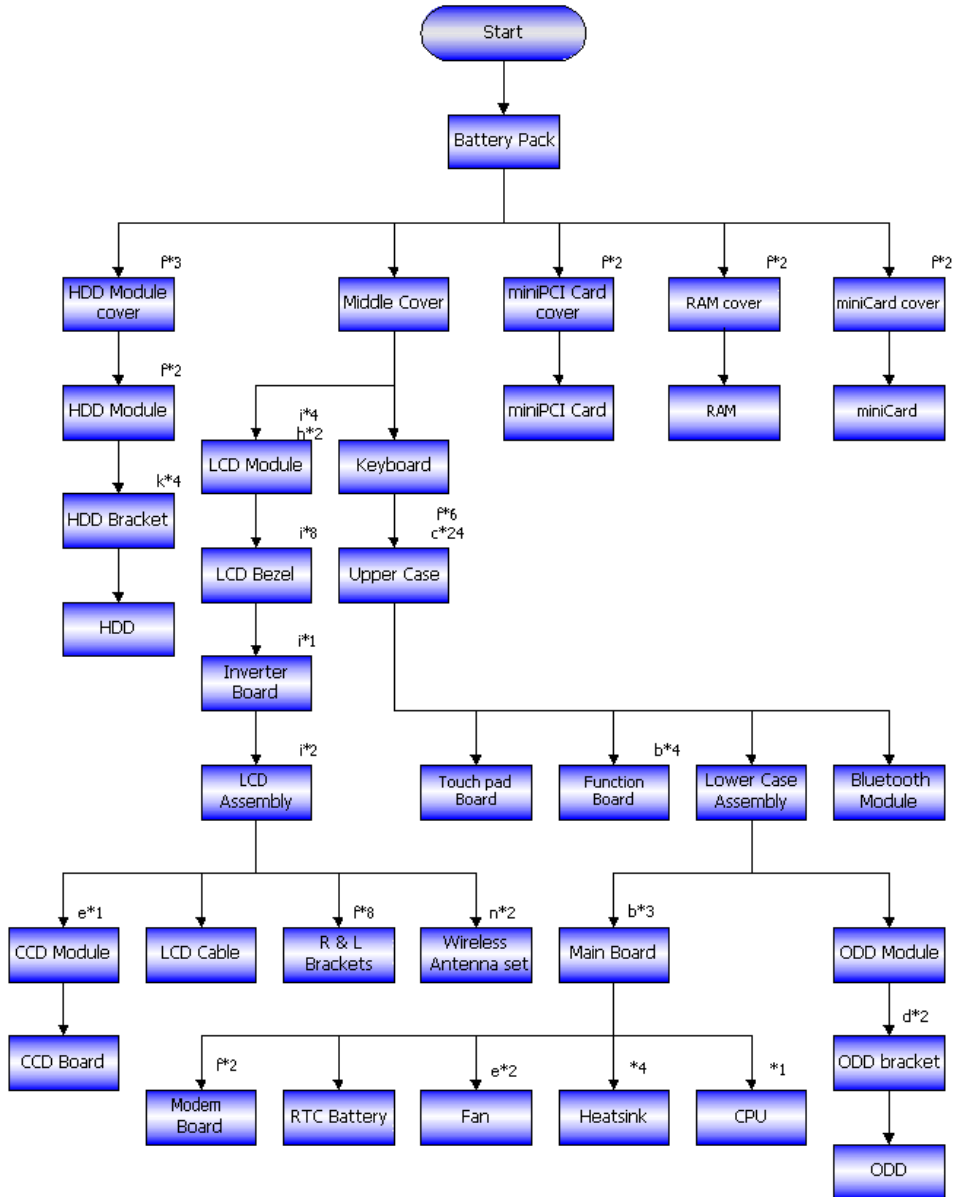 Start
Battery Pack
f*3
f*2
f*2
f*2
HDD Module
cover
Middle Cover
miniPCI Card
cover
RAM cover
miniCard cover
f*2
HDD Module
miniPCI Card
RAM
miniCard
i*4
h*2
LCD Module
Keyboard
k*4
HDD Bracket
f*6
c*24
i*8
LCD Bezel
Upper Case
HDD
i*1
Inverter
Board
i*2
LCD
Assembly
Touch pad
Board
b*4
Function
Board
Lower Case
Assembly
Bluetooth
Module
e*1
f*8
n*2
b*3
CCD Module
LCD Cable
R & L
Brackets
Wireless
Antenna set
Main Board
ODD Module
d*2
CCD Board
ODD bracket
f*2
e*2
*4
*1
Modem
Board
RTC Battery
Fan
Heatsink
CPU
ODD